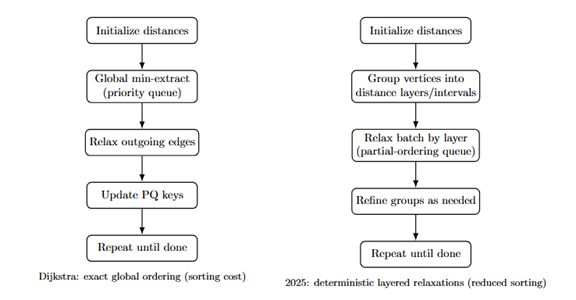 Initialize distances
Global min-extract
(priority queue)
Relax outgoing edges
Update PQ keys
Repeat until done
Dijkstra: exact global ordering (sorting cost)
Initialize distances
Group vertices into
distance layers/intervals
Relax batch by layer
(partial-ordering queue)
Refine groups as needed
Repeat until done
2025: deterministic layered relaxations (reduced sorting)